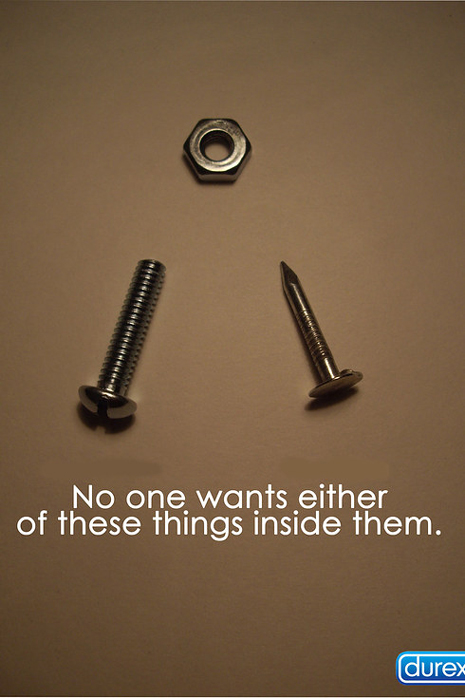 No one wants either
of these things inside them.
durex